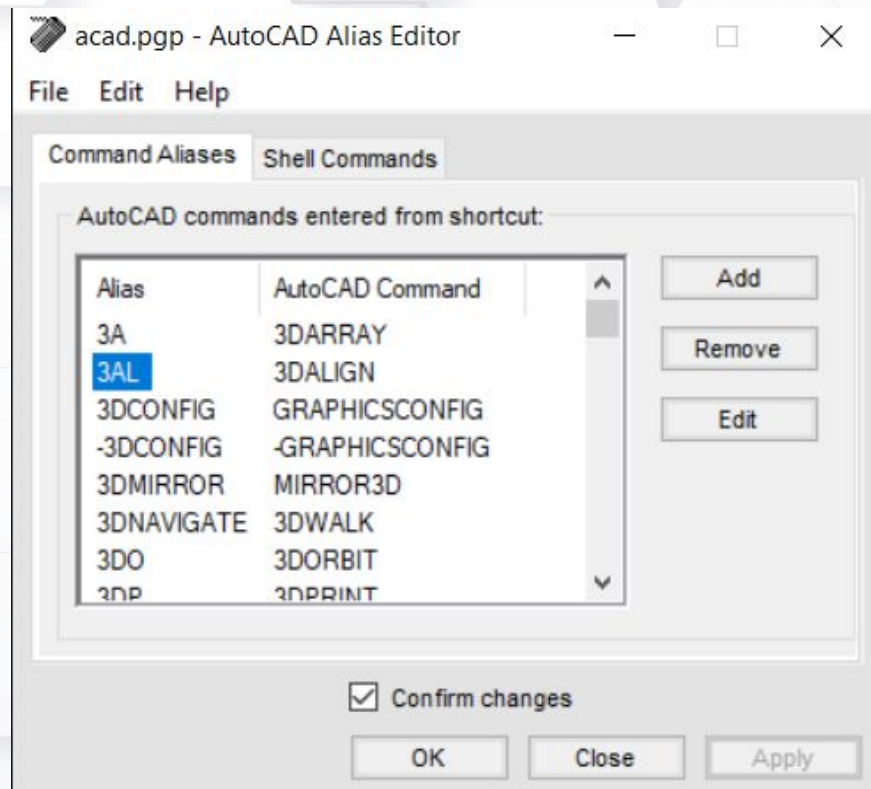 acad.pgp - AutoCAD Alias Editor
File Edit Help
Command Aliases Shell Commands
AutoCAD commands entered from shortcut:
Alias AutoCAD Command
3A 3DARRAY
3AL 3DALIGN
3DCONFIG GRAPHICSCONFIG
-3DCONFIG -GRAPHICSCONFIG
3DMIRROR MIRROR3D
3DNAVIGATE 3DWALK
3DO 3DORBIT
3DP 3DPRINT
Add
Remove
Edit
Confirm changes
OK Close Apply